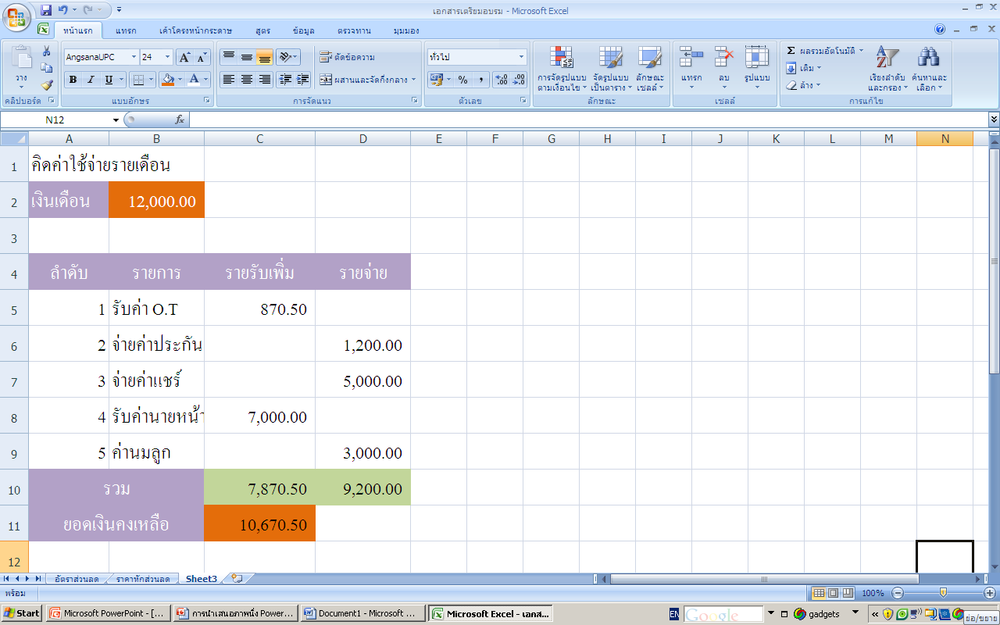 เอกสารเตรียมอบรม - Microsoft Excel
หน้าแรก แทรก เค้าโครงหน้ากระดาษ สูตร ข้อมูล ตรวจทาน มุมมอง
วาง
คลิปบอร์ด
AngsanaUPC 24
B I U
แบบอักษร
ตัดข้อความ
ผสานและจัดกึ่งกลาง
การจัดแนว
ทั่วไป
ตัวเลข
การจัดรูปแบบตามเงื่อนไข จัดรูปแบบเป็นตาราง ลักษณะเซลล์
ลักษณะ
แทรก ลบ รูปแบบ
เซลล์
Σ ผลรวมอัตโนมัติ
เติม
ล้าง
เรียงลำดับและกรอง ค้นหาและเลือก
การแก้ไข
N12 fx
A B C D E F G H I J K L M N
1 คิดค่าใช้จ่ายรายเดือน
2 เงินเดือน 12,000.00
3
4 ลำดับ รายการ รายรับเพิ่ม รายจ่าย
5 1 รับค่า O.T 870.50
6 2 จ่ายค่าประกัน 1,200.00
7 3 จ่ายค่าแชร์ 5,000.00
8 4 รับค่านายหน้า 7,000.00
9 5 ค่านมลูก 3,000.00
10 รวม 7,870.50 9,200.00
11 ยอดเงินคงเหลือ 10,670.50
12
อัตราส่วนลด ราคาหักส่วนลด Sheet3
พร้อม 100%
Start Microsoft PowerPoint - [... การนำเสนอภาพนิ่ง Power... Document1 - Microsoft ... Microsoft Excel - เอกส... EN Google gadgets « ย่อ/ขยาย